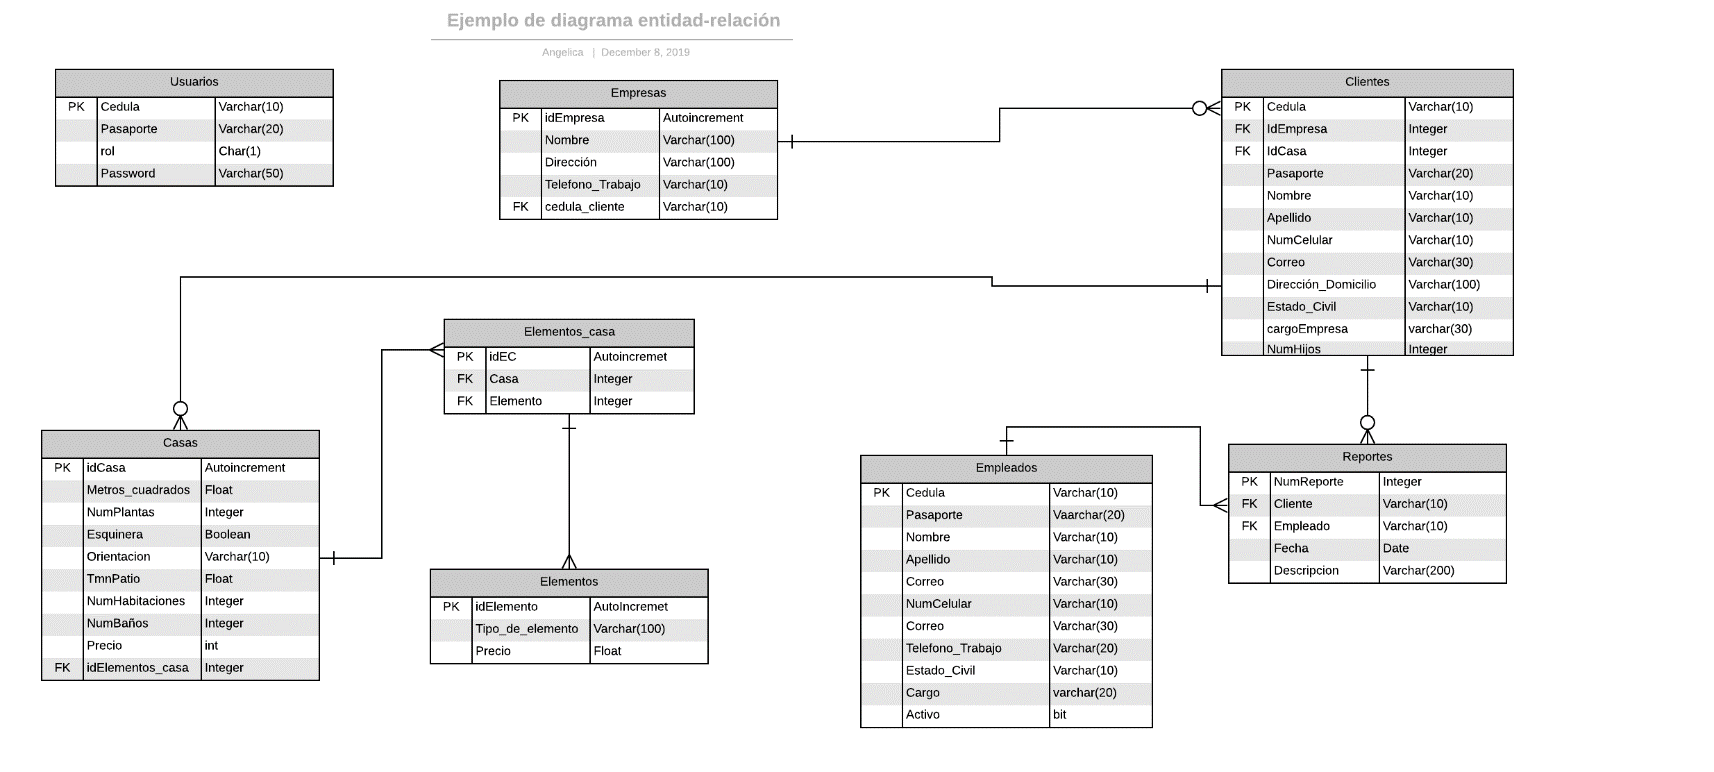 Ejemplo de diagrama entidad-relación
Angelica | December 8, 2019
Usuarios
PK Cedula Varchar(10)
Pasaporte Varchar(20)
rol Char(1)
Password Varchar(50)
Empresas
PK idEmpresa Autoincrement
Nombre Varchar(100)
Dirección Varchar(100)
Telefono_Trabajo Varchar(10)
FK cedula_cliente Varchar(10)
Clientes
PK Cedula Varchar(10)
FK IdEmpresa Integer
FK IdCasa Integer
Pasaporte Varchar(20)
Nombre Varchar(10)
Apellido Varchar(10)
NumCelular Varchar(10)
Correo Varchar(30)
Dirección_Domicilio Varchar(100)
Estado_Civil Varchar(10)
cargoEmpresa varchar(30)
NumHijos Integer
Elementos_casa
PK idEC Autoincremet
FK Casa Integer
FK Elemento Integer
Casas
PK idCasa Autoincrement
Metros_cuadrados Float
NumPlantas Integer
Esquinera Boolean
Orientacion Varchar(10)
TmnPatio Float
NumHabitaciones Integer
NumBaños Integer
Precio int
FK idElementos_casa Integer
Elementos
PK idElemento AutoIncremet
Tipo_de_elemento Varchar(100)
Precio Float
Empleados
PK Cedula Varchar(10)
Pasaporte Vaarchar(20)
Nombre Varchar(10)
Apellido Varchar(10)
Correo Varchar(30)
NumCelular Varchar(10)
Correo Varchar(30)
Telefono_Trabajo Varchar(20)
Estado_Civil Varchar(10)
Cargo varchar(20)
Activo bit
Reportes
PK NumReporte Integer
FK Cliente Varchar(10)
FK Empleado Varchar(10)
Fecha Date
Descripcion Varchar(200)